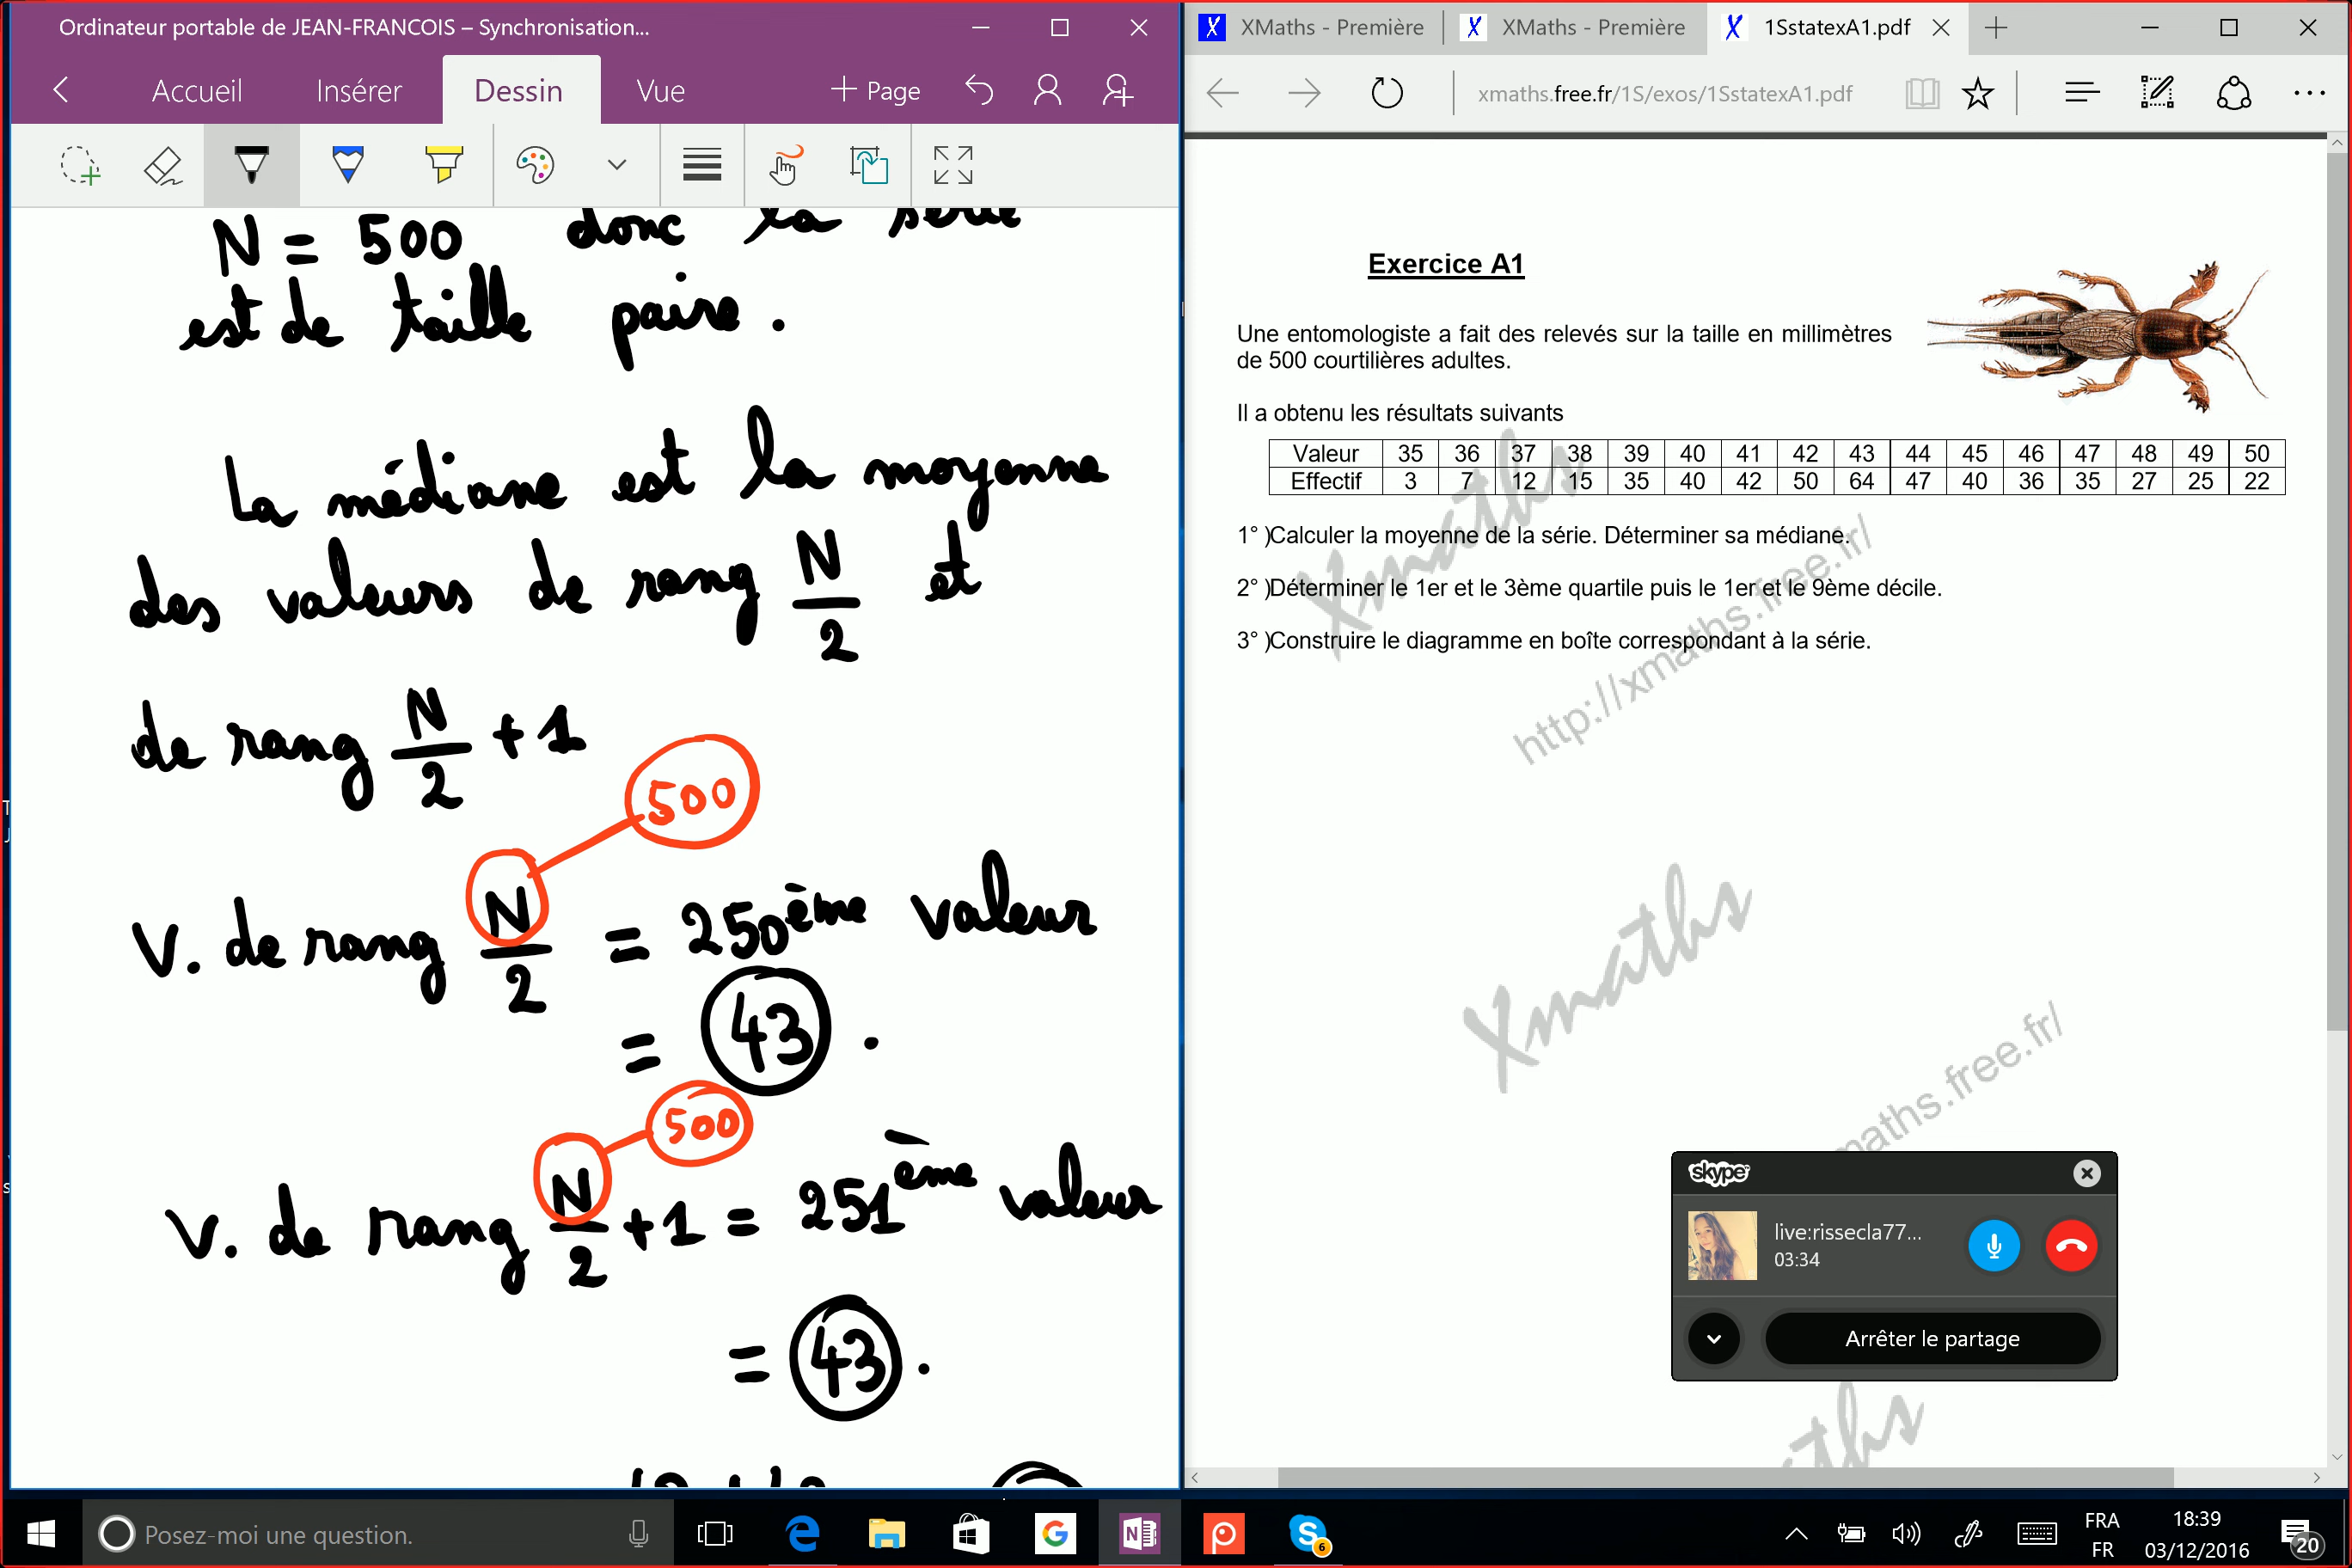 Ordinateur portable de JEAN-FRANCOIS – Synchronisation...
Accueil Insérer Dessin Vue + Page
N = 500 donc la série
est de taille paire.
La médiane est la moyenne
des valeurs de rang N/2 et
de rang N/2 + 1
500
V. de rang N/2 = 250ème valeur
= 43.
500
V. de rang N/2 + 1 = 251ème valeur
= 43.
XMaths - Première XMaths - Première 1SstatexA1.pdf
xmaths.free.fr/1S/exos/1SstatexA1.pdf
Exercice A1
Une entomologiste a fait des relevés sur la taille en millimètres
de 500 courtilières adultes.
Il a obtenu les résultats suivants
Valeur 35 36 37 38 39 40 41 42 43 44 45 46 47 48 49 50
Effectif 3 7 12 15 35 40 42 50 64 47 40 36 35 27 25 22
1° )Calculer la moyenne de la série. Déterminer sa médiane.
2° )Déterminer le 1er et le 3ème quartile puis le 1er et le 9ème décile.
3° )Construire le diagramme en boîte correspondant à la série.
Xmaths
http://xmaths.free.fr/
Xmaths
maths.free.fr/
aths
skype
live:rissecla77...
03:34
Arrêter le partage
Posez-moi une question.
FRA
FR
18:39
03/12/2016
20
6